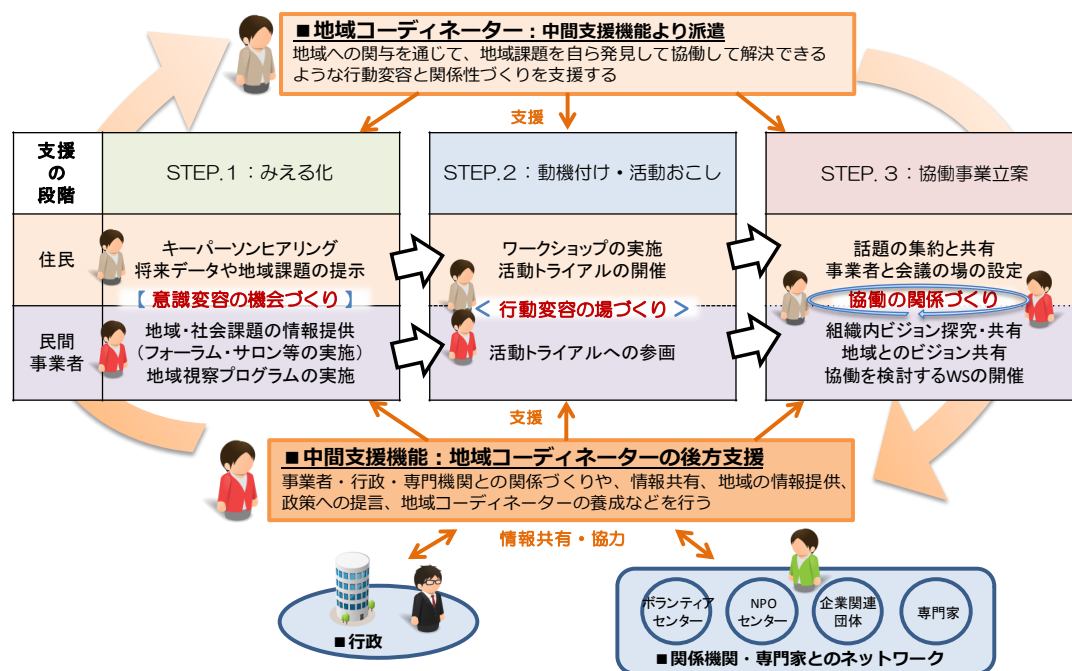 ■地域コーディネーター：中間支援機能より派遣
地域への関与を通じて、地域課題を自ら発見して協働して解決できる
ような行動変容と関係性づくりを支援する
支援
支援
の
段階
STEP.1：みえる化
STEP.2：動機付け・活動おこし
STEP. 3：協働事業立案
住民
キーパーソンヒアリング
将来データや地域課題の提示
ワークショップの実施
活動トライアルの開催
話題の集約と共有
事業者と会議の場の設定
【 意識変容の機会づくり 】
＜ 行動変容の場づくり ＞
協働の関係づくり
民間
事業者
地域・社会課題の情報提供
（フォーラム・サロン等の実施）
地域視察プログラムの実施
活動トライアルへの参画
組織内ビジョン探究・共有
地域とのビジョン共有
協働を検討するWSの開催
支援
■中間支援機能：地域コーディネーターの後方支援
事業者・行政・専門機関との関係づくりや、情報共有、地域の情報提供、
政策への提言、地域コーディネーターの養成などを行う
情報共有・協力
■行政
ボランティア
センター
NPO
センター
企業関連
団体
専門家
■関係機関・専門家とのネットワーク